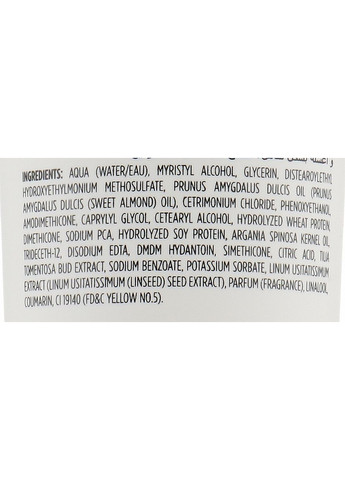 INGREDIENTS: AQUA (WATER/EAU), MYRISTYL ALCOHOL, GLYCERIN, DISTEAROYLETHYL
HYDROXYETHYLMONIUM METHOSULFATE, PRUNUS AMYGDALUS DULCIS OIL (PRUNUS
AMYGDALUS DULCIS (SWEET ALMOND) OIL), CETRIMONIUM CHLORIDE, PHENOXYETHANOL,
AMODIMETHICONE, CAPRYLYL GLYCOL, CETEARYL ALCOHOL, HYDROLYZED WHEAT PROTEIN,
DIMETHICONE, SODIUM PCA, HYDROLYZED SOY PROTEIN, ARGANIA SPINOSA KERNEL OIL,
TRIDECETH-12, DISODIUM EDTA, DMDM HYDANTOIN, SIMETHICONE, CITRIC ACID, TILIA
TOMENTOSA BUD EXTRACT, SODIUM BENZOATE, POTASSIUM SORBATE, LINUM USITATISSIMUM
EXTRACT (LINUM USITATISSIMUM (LINSEED) SEED EXTRACT), PARFUM (FRAGRANCE), LINALOOL,
COUMARIN, CI 19140 (FD&C YELLOW NO.5).